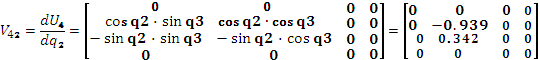 V₄₂ = dU₄/dq₂ = [ 0 0 0 0
cos q2 · sin q3 cos q2 · cos q3 0 0
− sin q2 · sin q3 − sin q2 · cos q3 0 0
0 0 0 0 ] = [ 0 0 0 0
0 −0.939 0 0
0 0.342 0 0
0 0 0 0 ]